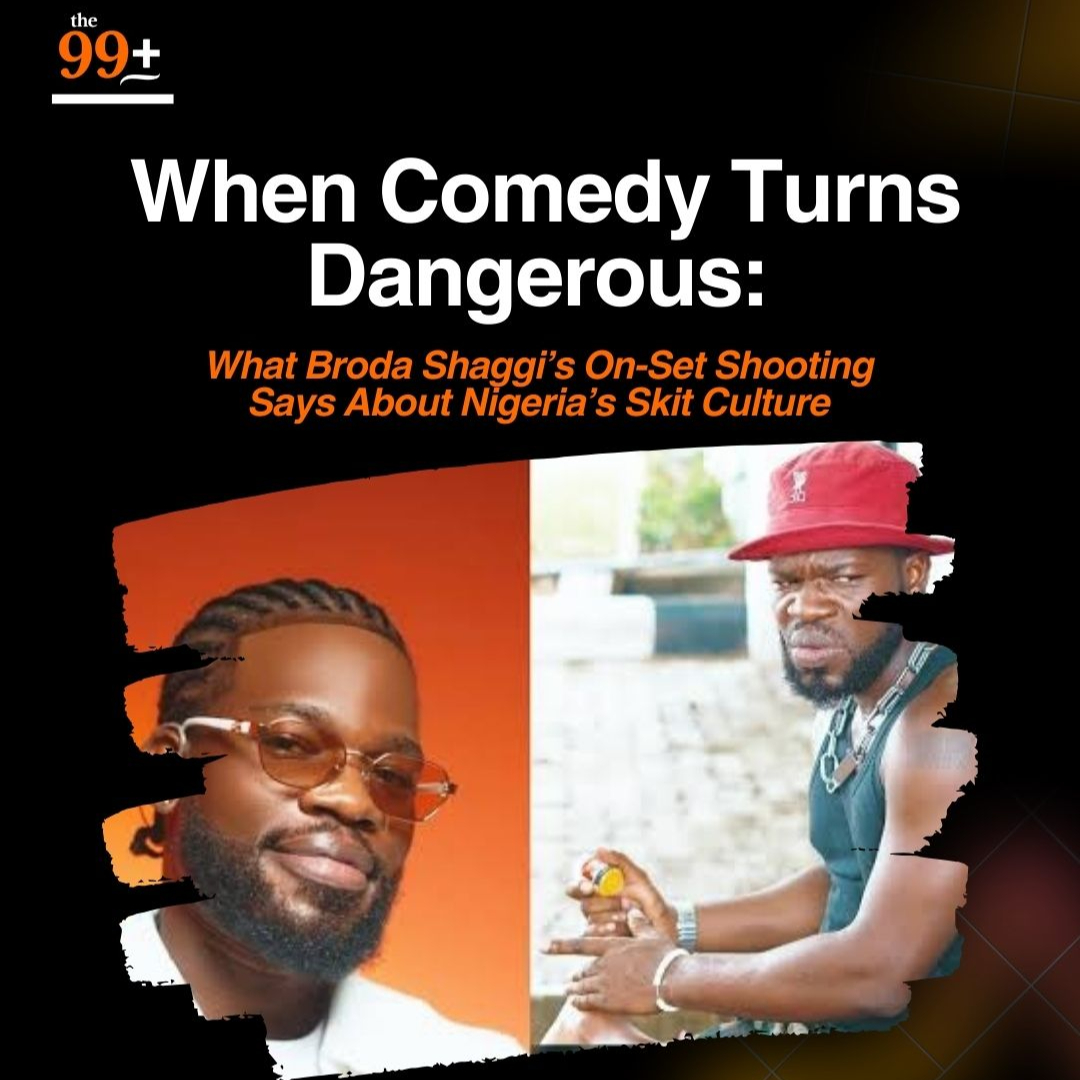 the
99+
When Comedy Turns
Dangerous:
What Broda Shaggi’s On-Set Shooting
Says About Nigeria’s Skit Culture